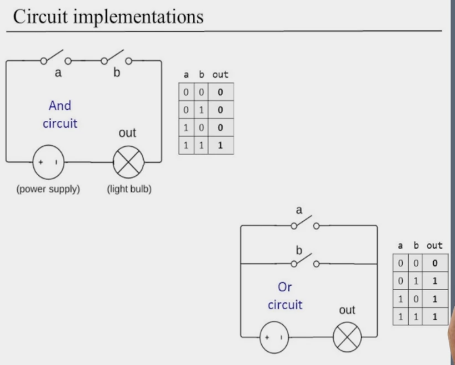 Circuit implementations
a b
And
circuit
out
+ -
(power supply) (light bulb)
a b out
0 0 0
0 1 0
1 0 0
1 1 1
a
b
Or
circuit
out
+ -
a b out
0 0 0
0 1 1
1 0 1
1 1 1